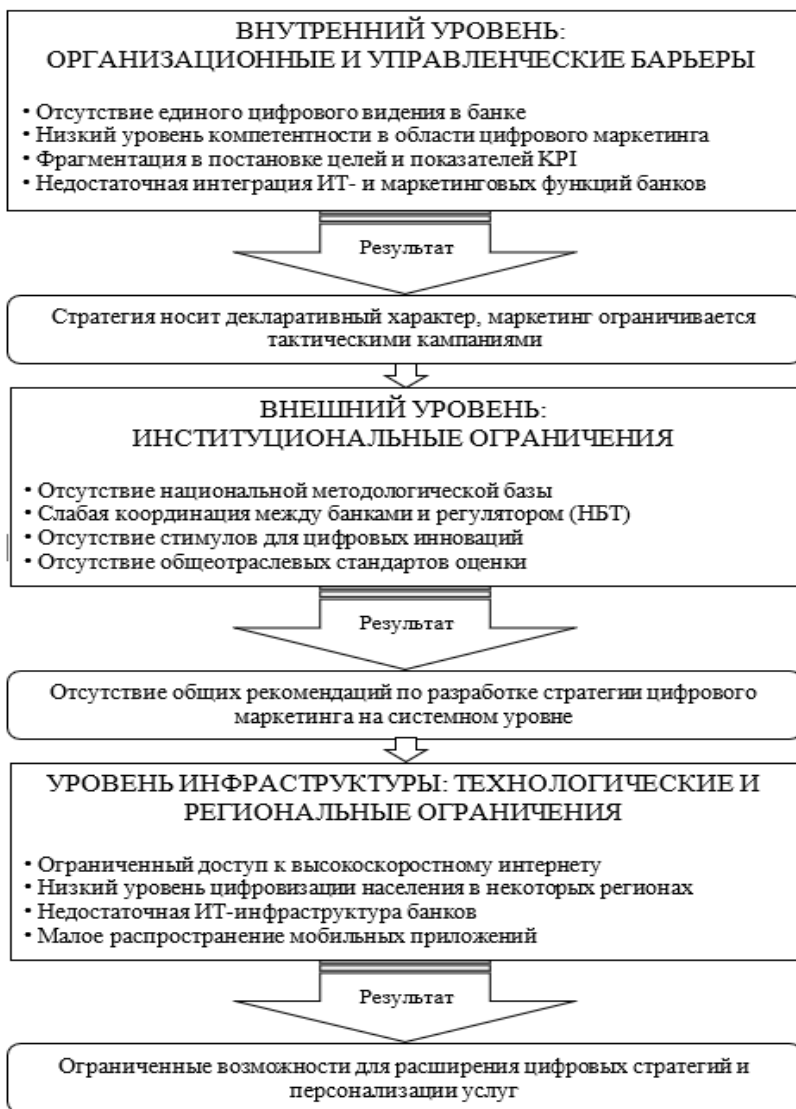 ВНУТРЕННИЙ УРОВЕНЬ:
ОРГАНИЗАЦИОННЫЕ И УПРАВЛЕНЧЕСКИЕ БАРЬЕРЫ
• Отсутствие единого цифрового видения в банке
• Низкий уровень компетентности в области цифрового маркетинга
• Фрагментация в постановке целей и показателей KPI
• Недостаточная интеграция ИТ- и маркетинговых функций банков
Результат
Стратегия носит декларативный характер, маркетинг ограничивается
тактическими кампаниями
ВНЕШНИЙ УРОВЕНЬ:
ИНСТИТУЦИОНАЛЬНЫЕ ОГРАНИЧЕНИЯ
• Отсутствие национальной методологической базы
• Слабая координация между банками и регулятором (НБТ)
• Отсутствие стимулов для цифровых инноваций
• Отсутствие общеотраслевых стандартов оценки
Результат
Отсутствие общих рекомендаций по разработке стратегии цифрового
маркетинга на системном уровне
УРОВЕНЬ ИНФРАСТРУКТУРЫ: ТЕХНОЛОГИЧЕСКИЕ И
РЕГИОНАЛЬНЫЕ ОГРАНИЧЕНИЯ
• Ограниченный доступ к высокоскоростному интернету
• Низкий уровень цифровизации населения в некоторых регионах
• Недостаточная ИТ-инфраструктура банков
• Малое распространение мобильных приложений
Результат
Ограниченные возможности для расширения цифровых стратегий и
персонализации услуг